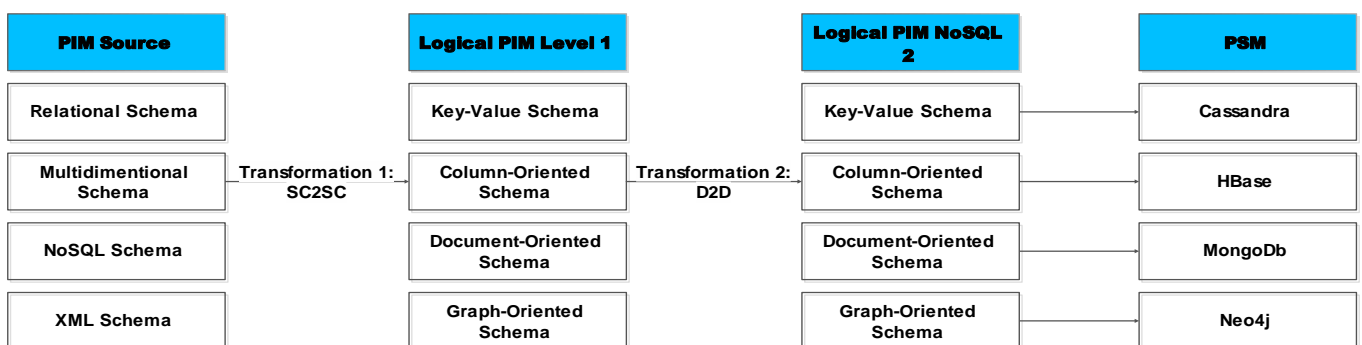 PIM Source
Logical PIM Level 1
Logical PIM NoSQL
2
PSM
Relational Schema
Key-Value Schema
Key-Value Schema
Cassandra
Multidimentional
Schema
Transformation 1:
SC2SC
Column-Oriented
Schema
Transformation 2:
D2D
Column-Oriented
Schema
HBase
NoSQL Schema
Document-Oriented
Schema
Document-Oriented
Schema
MongoDb
XML Schema
Graph-Oriented
Schema
Graph-Oriented
Schema
Neo4j